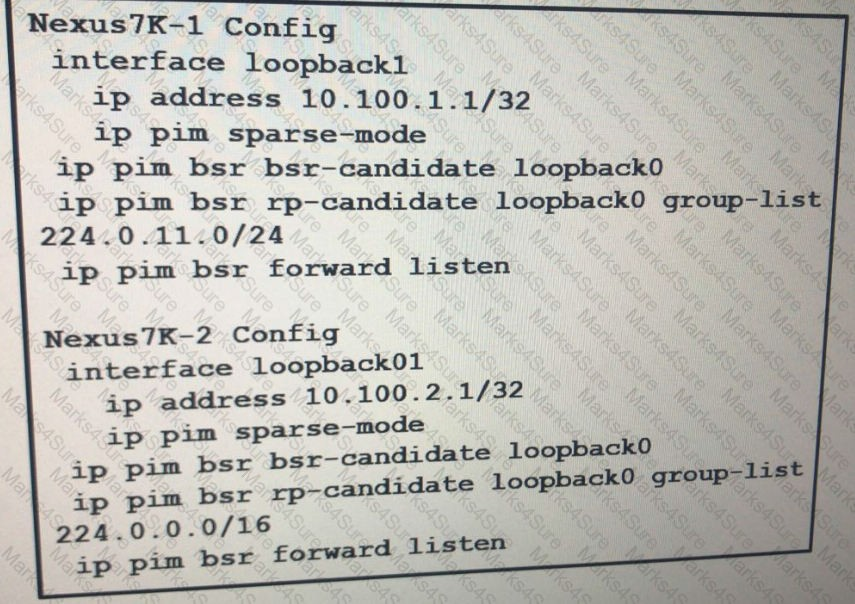 Nexus7K-1 Config
interface loopback1
ip address 10.100.1.1/32
ip pim sparse-mode
ip pim bsr bsr-candidate loopback0
ip pim bsr rp-candidate loopback0 group-list
224.0.11.0/24
ip pim bsr forward listen
Nexus7K-2 Config
interface loopback01
ip address 10.100.2.1/32
ip pim sparse-mode
ip pim bsr bsr-candidate loopback0
ip pim bsr rp-candidate loopback0 group-list
224.0.0.0/16
ip pim bsr forward listen
Marks4Sure